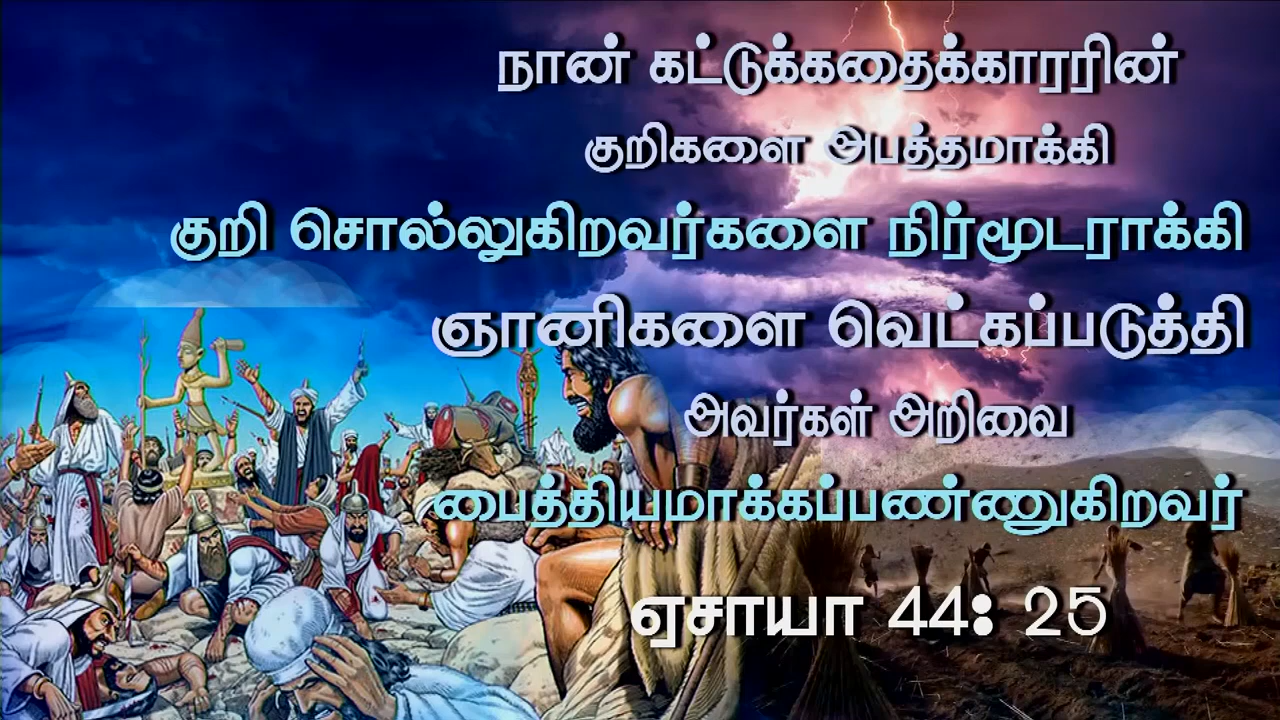 நான் கட்டுக்கதைக்காரரின்
குறிகளை அபத்தமாக்கி
குறி சொல்லுகிறவர்களை நிர்மூடராக்கி
ஞானிகளை வெட்கப்படுத்தி
அவர்கள் அறிவை
பைத்தியமாக்கப்பண்ணுகிறவர்
ஏசாயா 44: 25